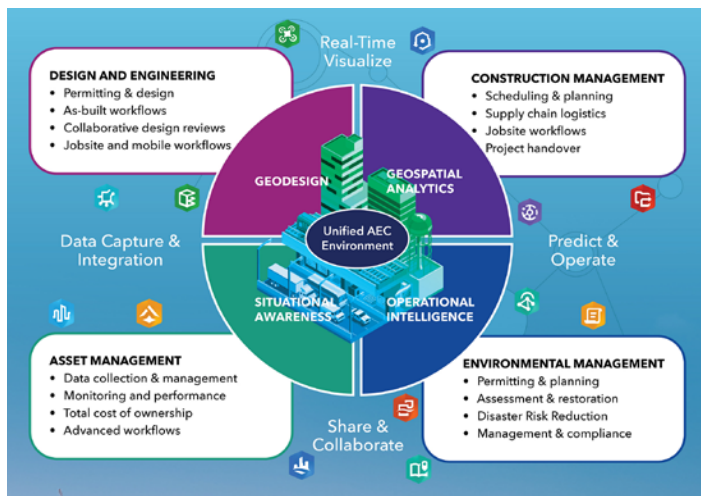 Real-Time
Visualize
DESIGN AND ENGINEERING
• Permitting & design
• As-built workflows
• Collaborative design reviews
• Jobsite and mobile workflows
CONSTRUCTION MANAGEMENT
• Scheduling & planning
• Supply chain logistics
• Jobsite workflows
Project handover
GEODESIGN
GEOSPATIAL
ANALYTICS
Unified AEC
Environment
Data Capture &
Integration
Predict &
Operate
SITUATIONAL
AWARENESS
OPERATIONAL
INTELLIGENCE
ASSET MANAGEMENT
• Data collection & management
• Monitoring and performance
• Total cost of ownership
• Advanced workflows
ENVIRONMENTAL MANAGEMENT
• Permitting & planning
• Assessment & restoration
• Disaster Risk Reduction
• Management & compliance
Share &
Collaborate